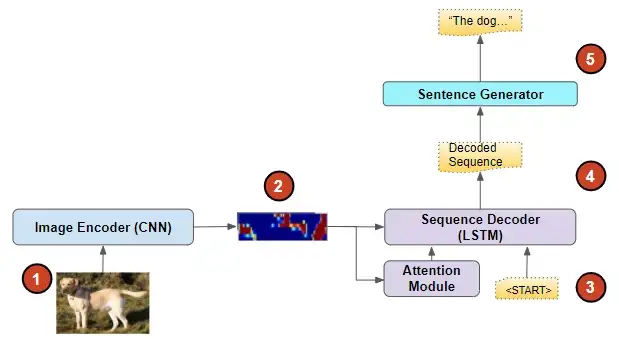 “The dog…”
5
Sentence Generator
Decoded
Sequence
4
2
Image Encoder (CNN)
Sequence Decoder
(LSTM)
1
Attention
Module
<START>
3